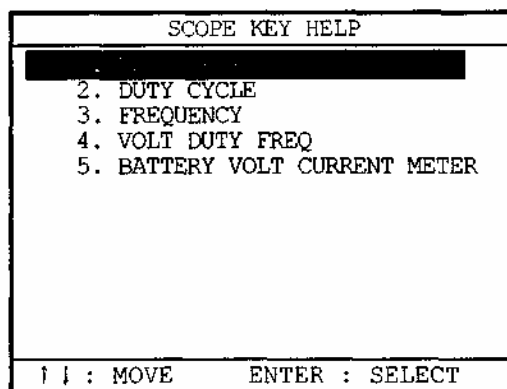 SCOPE KEY HELP
2. DUTY CYCLE
3. FREQUENCY
4. VOLT DUTY FREQ
5. BATTERY VOLT CURRENT METER
↑↓: MOVE ENTER : SELECT